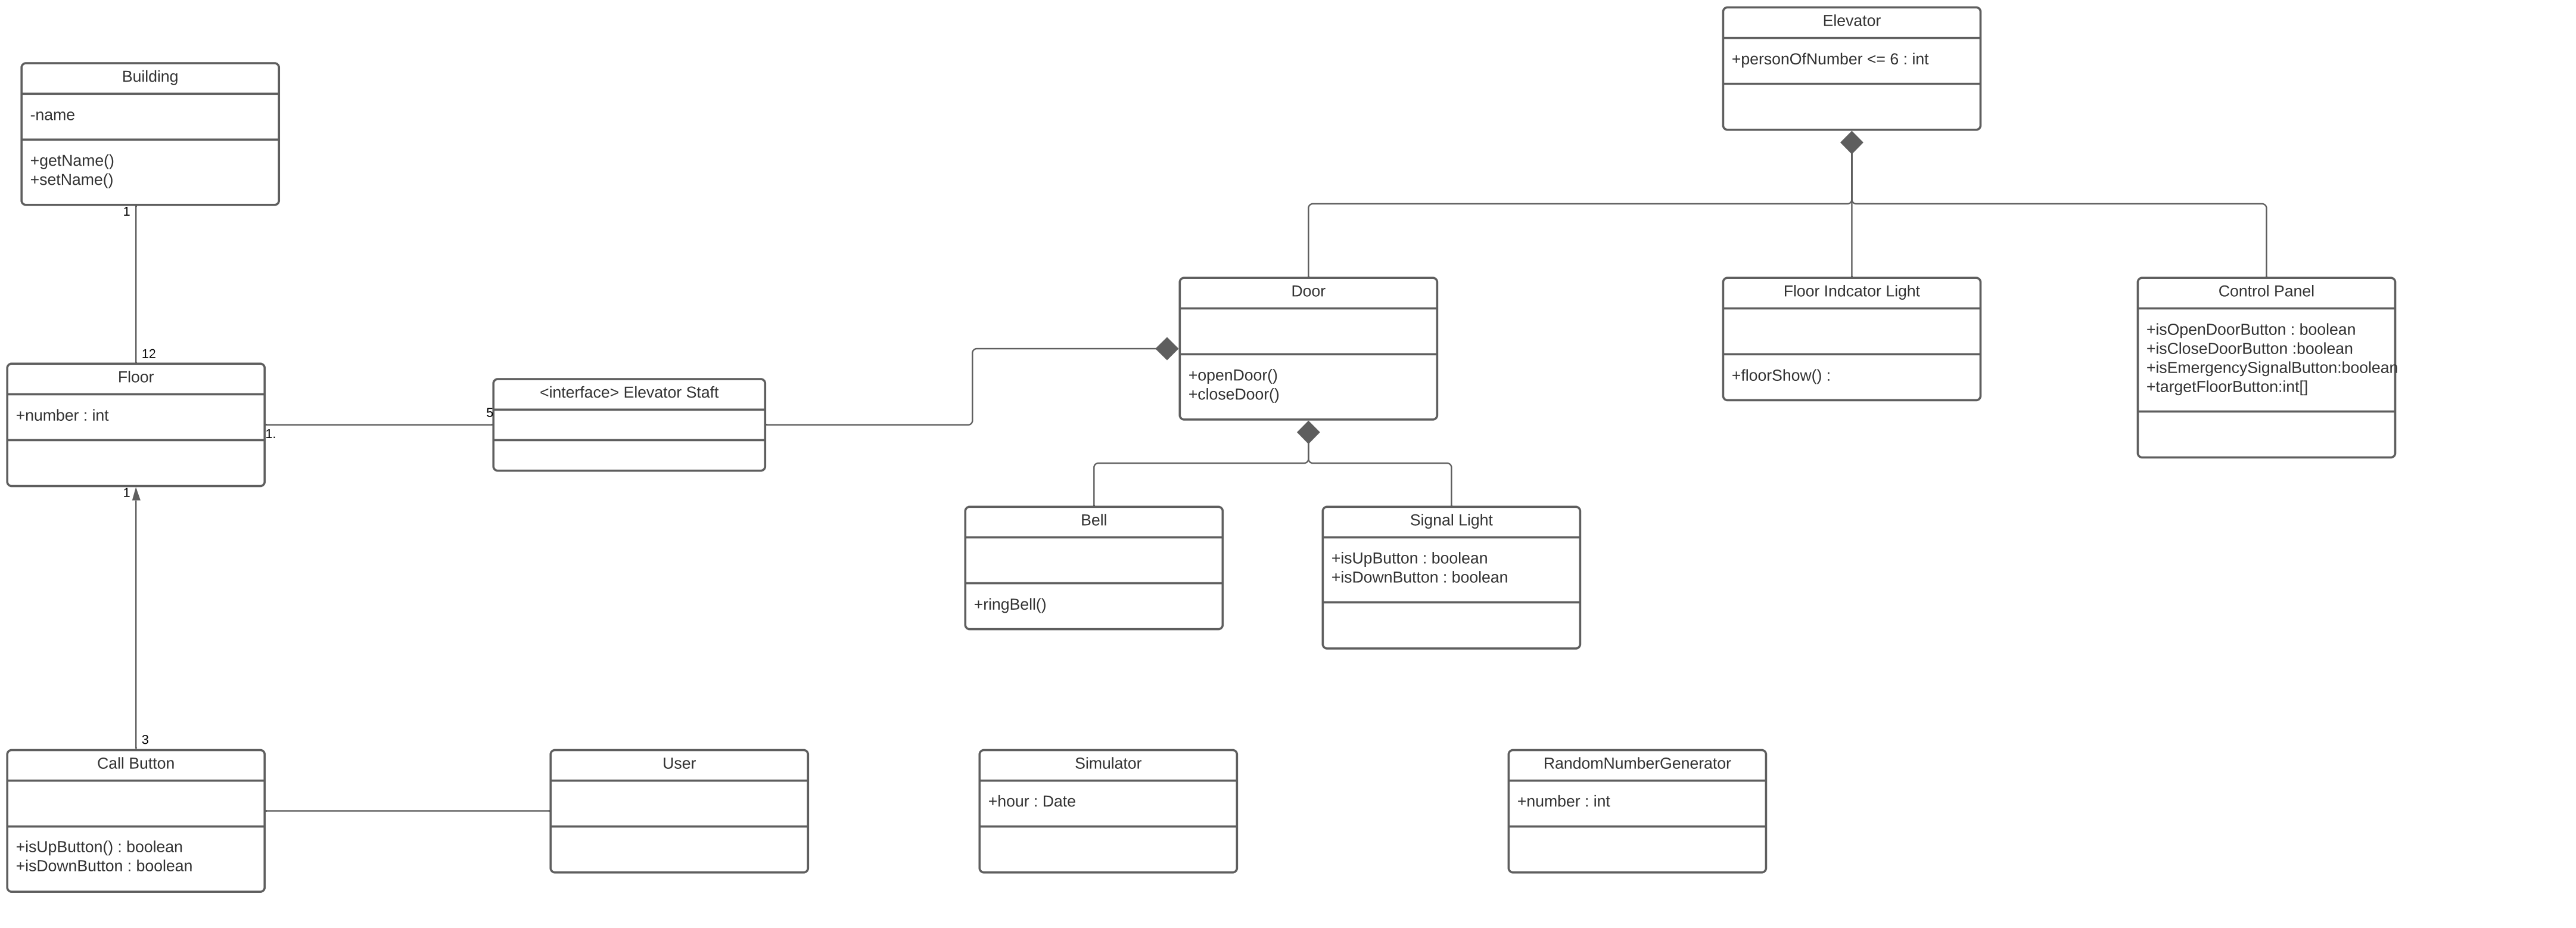 Elevator
+personOfNumber <= 6 : int
Building
-name
+getName()
+setName()
1
12
Floor
+number : int
1.
5
<interface> Elevator Staft
Door
+openDoor()
+closeDoor()
Floor Indcator Light
+floorShow() :
Control Panel
+isOpenDoorButton : boolean
+isCloseDoorButton :boolean
+isEmergencySignalButton:boolean
+targetFloorButton:int[]
1
3
Bell
+ringBell()
Signal Light
+isUpButton : boolean
+isDownButton : boolean
Call Button
+isUpButton() : boolean
+isDownButton : boolean
User
Simulator
+hour : Date
RandomNumberGenerator
+number : int